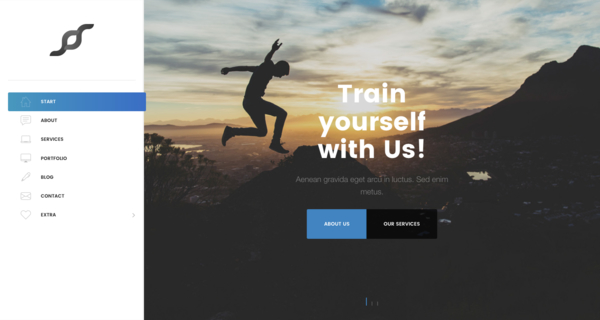 START
ABOUT
SERVICES
PORTFOLIO
BLOG
CONTACT
EXTRA
Train
yourself
with Us!
Aenean gravida eget arcu in luctus. Sed enim
metus.
ABOUT US
OUR SERVICES